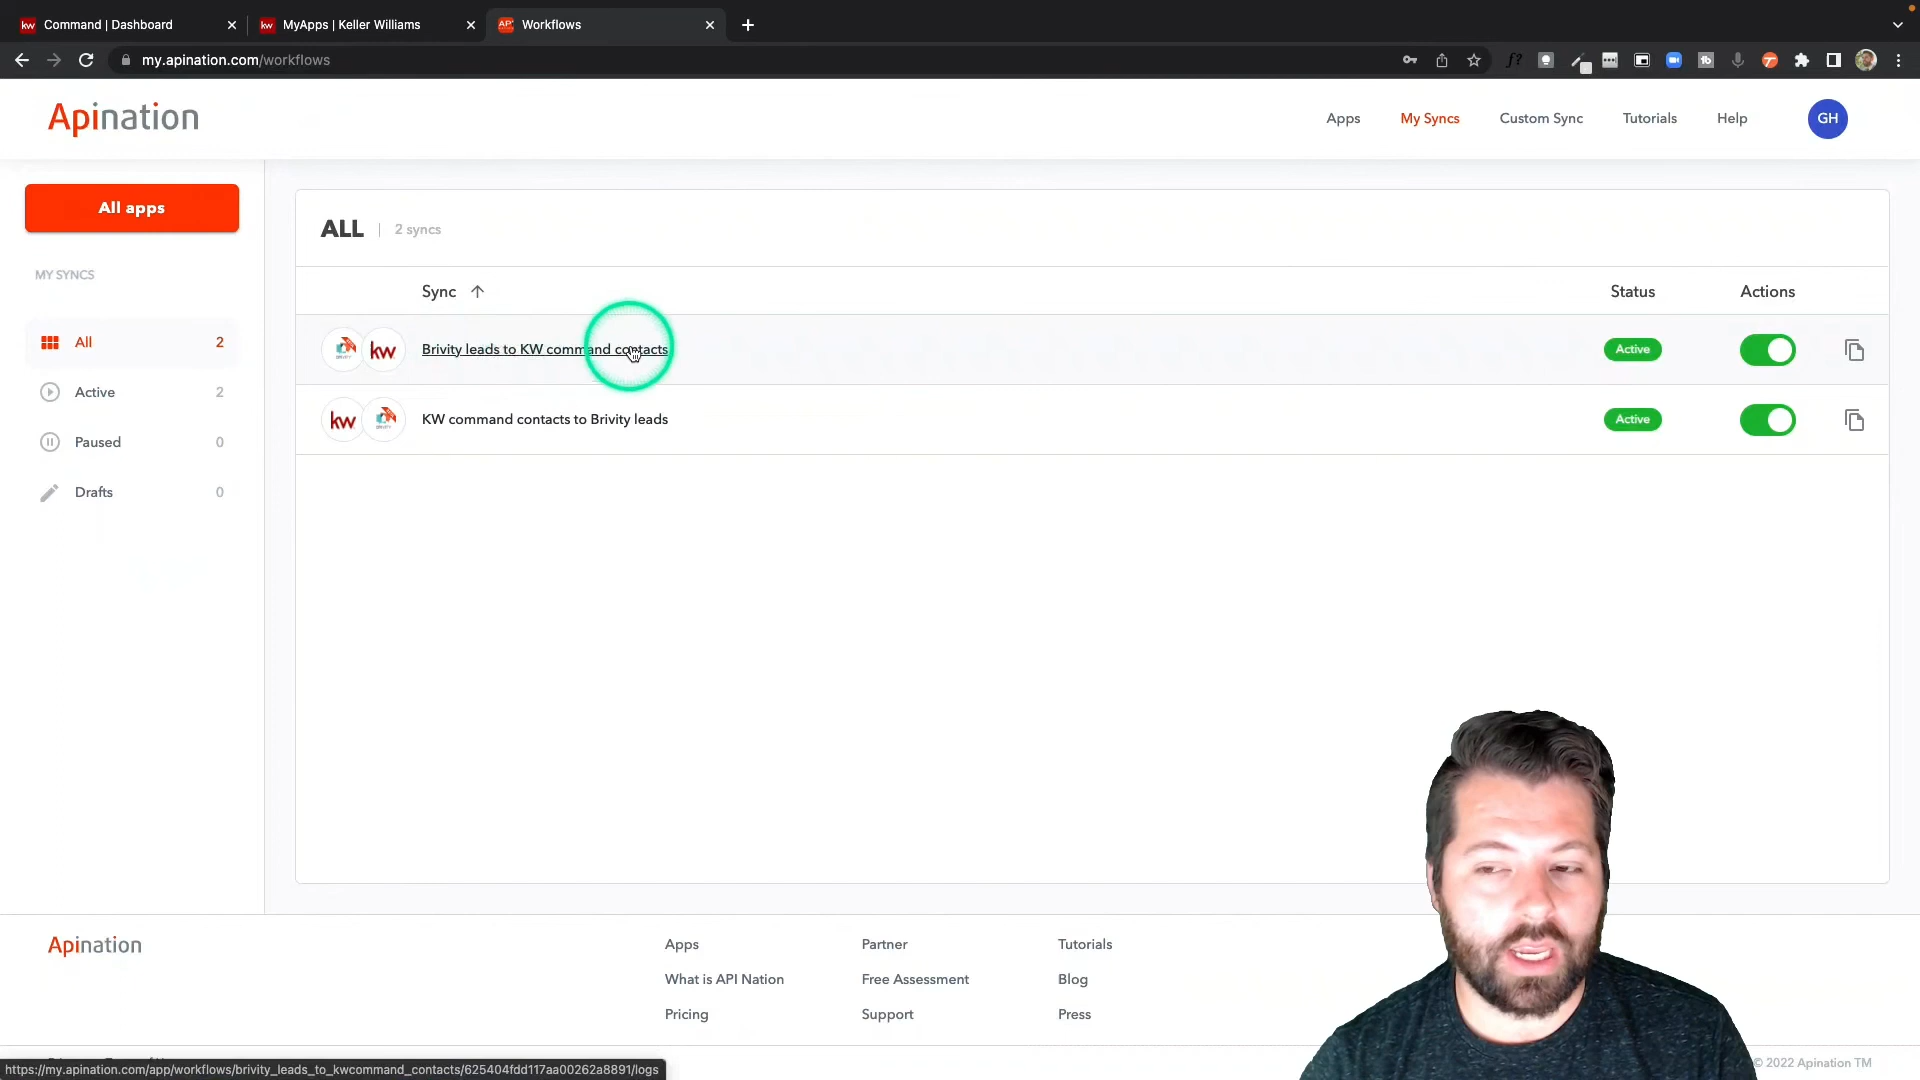 kw Command | Dashboard
kw MyApps | Keller Williams
API Workflows
my.apination.com/workflows
Apination
Apps
My Syncs
Custom Sync
Tutorials
Help
GH
All apps
MY SYNCS
All 2
Active 2
Paused 0
Drafts 0
ALL | 2 syncs
Sync
Status
Actions
kw Brivity leads to KW command contacts Active
kw KW command contacts to Brivity leads Active
Apination
Apps
Partner
Tutorials
What is API Nation
Free Assessment
Blog
Pricing
Support
Press
© 2022 Apination TM
https://my.apination.com/app/workflows/brivity_leads_to_kwcommand_contacts/625404fdd117aa00262a8891/logs